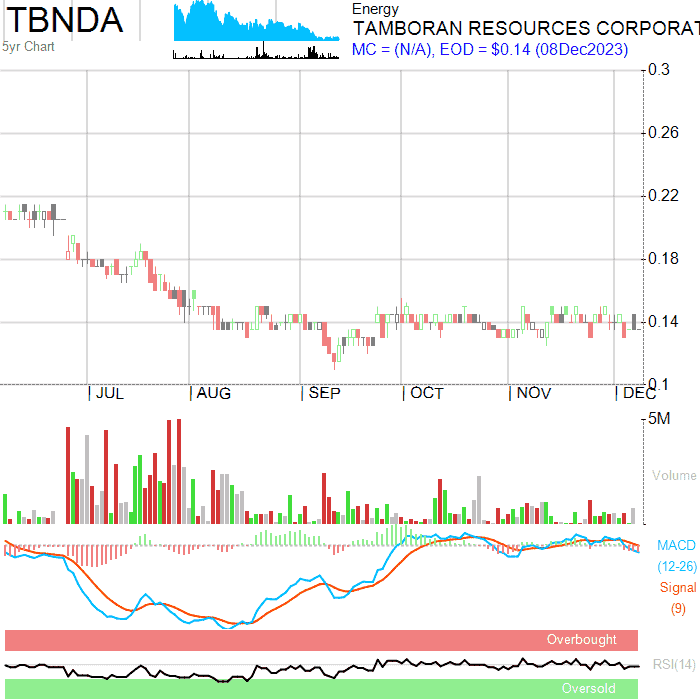 TBNDA
5yr Chart
Energy
TAMBORAN RESOURCES CORPORAT
MC = (N/A), EOD = $0.14 (08Dec2023)
0.3
0.26
0.22
0.18
0.14
0.1
JUL AUG SEP OCT NOV DEC
5M
Volume
MACD
(12-26)
Signal
(9)
Overbought
RSI(14)
Oversold